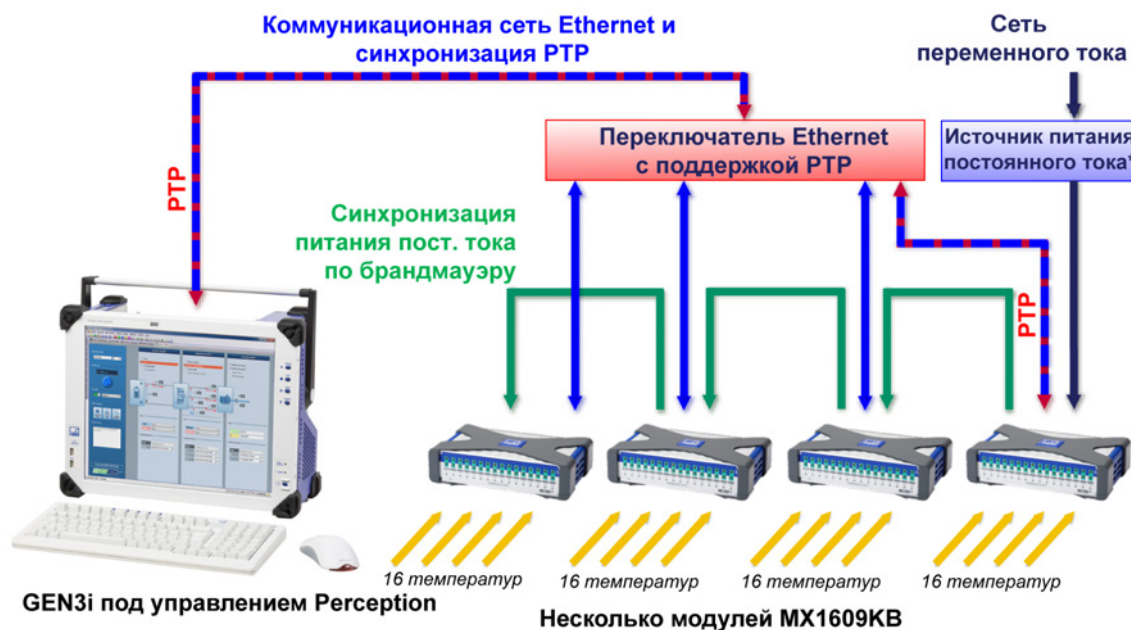 Коммуникационная сеть Ethernet и
синхронизация PTP
Сеть
переменного тока
Переключатель Ethernet
с поддержкой PTP
Источник питания
постоянного тока*
PTP
Синхронизация
питания пост. тока
по брандмауэру
PTP
16 температур
16 температур
16 температур
16 температур
GEN3i под управлением Perception
Несколько модулей MX1609KB